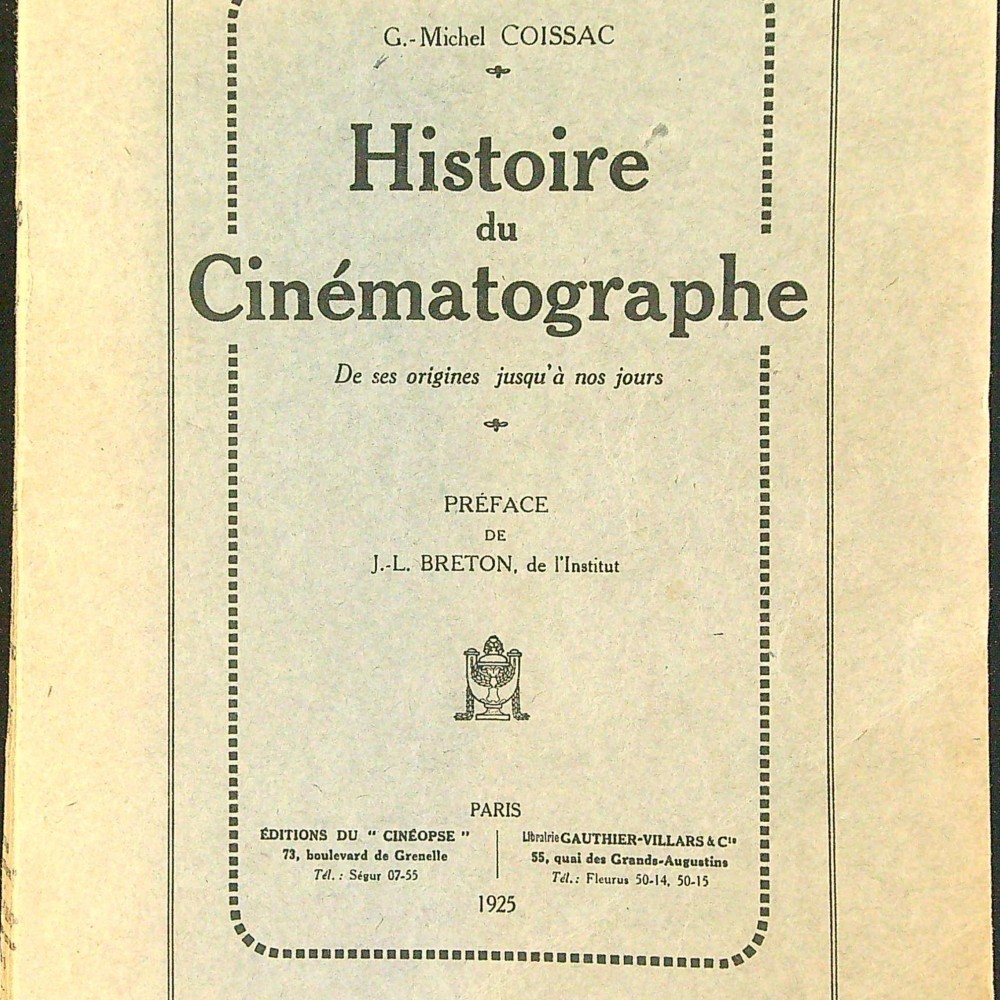 G.-Michel COISSAC
Histoire
du
Cinématographe
De ses origines jusqu'à nos jours
PRÉFACE
DE
J.-L. BRETON, de l'Institut
PARIS
ÉDITIONS DU " CINÉOPSE "
73, boulevard de Grenelle
Tél. : Ségur 07-55
Librairie GAUTHIER-VILLARS & Cie
55, quai des Grands-Augustins
Tél. : Fleurus 50-14, 50-15
1925